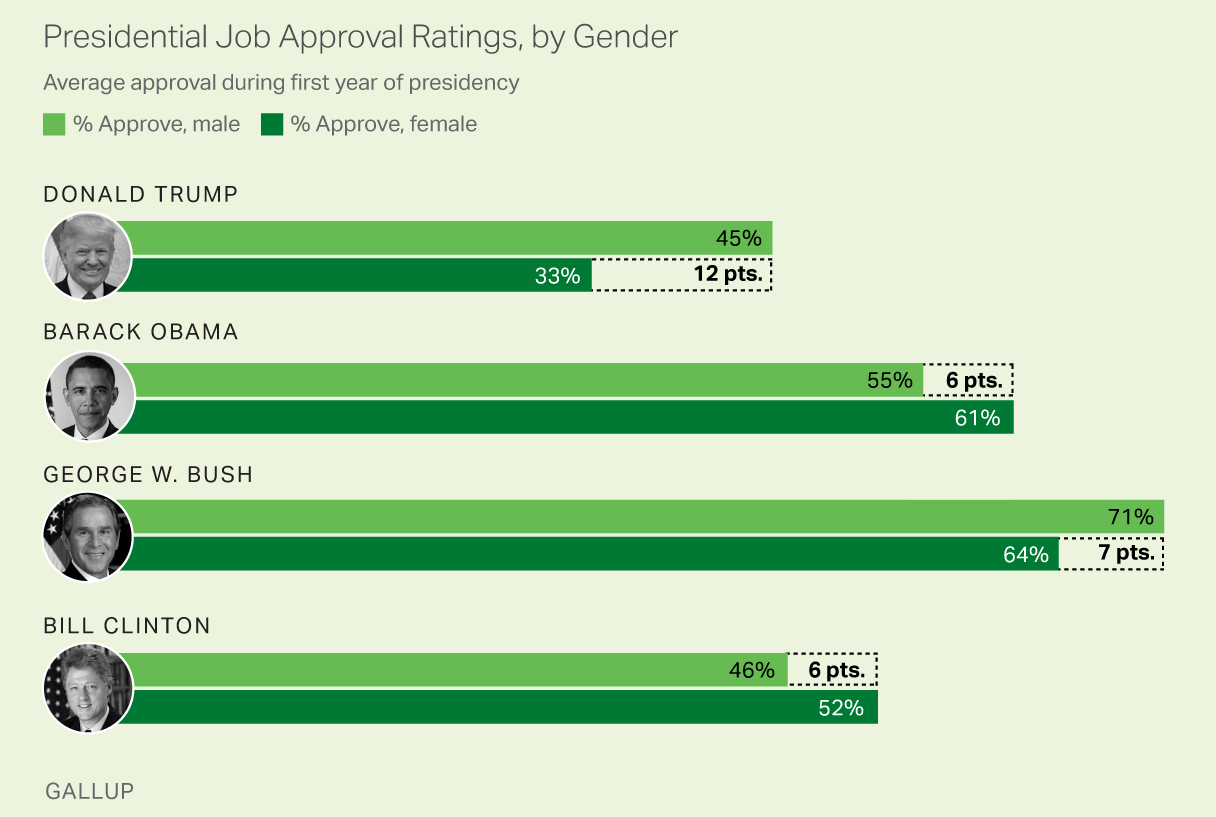 Presidential Job Approval Ratings, by Gender
Average approval during first year of presidency
% Approve, male % Approve, female
DONALD TRUMP
45%
33% 12 pts.
BARACK OBAMA
55% 6 pts.
61%
GEORGE W. BUSH
71%
64% 7 pts.
BILL CLINTON
46% 6 pts.
52%
GALLUP